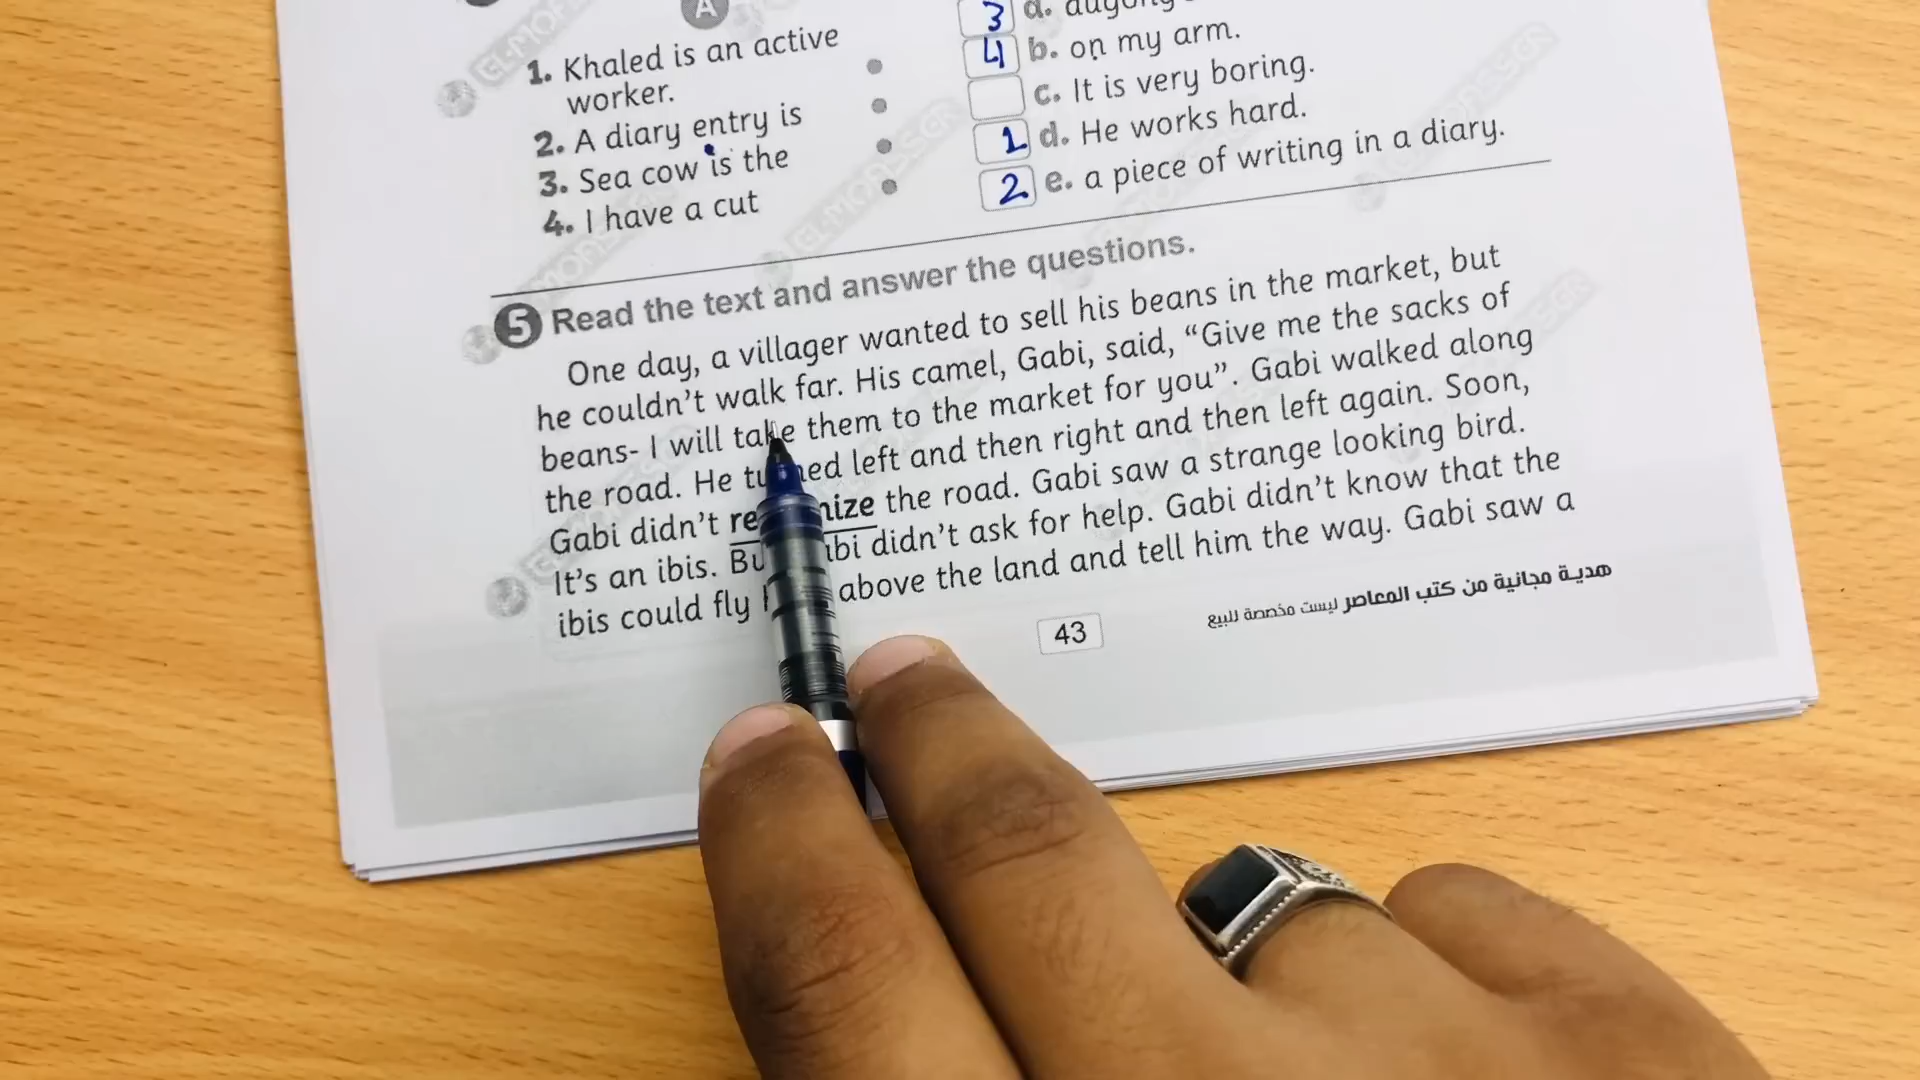 A
3 a. dugong
1. Khaled is an active
worker.
4 b. on my arm.
c. It is very boring.
2. A diary entry is
1 d. He works hard.
3. Sea cow is the
2 e. a piece of writing in a diary.
4. I have a cut
5 Read the text and answer the questions.
One day, a villager wanted to sell his beans in the market, but
he couldn't walk far. His camel, Gabi, said, “Give me the sacks of
beans- I will take them to the market for you”. Gabi walked along
the road. He turned left and then right and then left again. Soon,
Gabi didn't the road. Gabi saw a strange looking bird.
It's an ibis. didn't ask for help. Gabi didn't know that the
ibis could fly above the land and tell him the way. Gabi saw a
43
هدية مجانية من كتب المعاصر ليست مخصصة للبيع